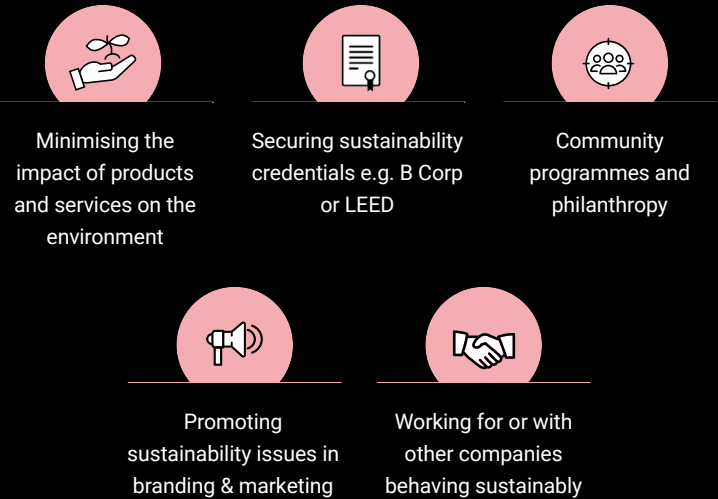 Minimising the
impact of products
and services on the
environment
Securing sustainability
credentials e.g. B Corp
or LEED
Community
programmes and
philanthropy
Promoting
sustainability issues in
branding & marketing
Working for or with
other companies
behaving sustainably